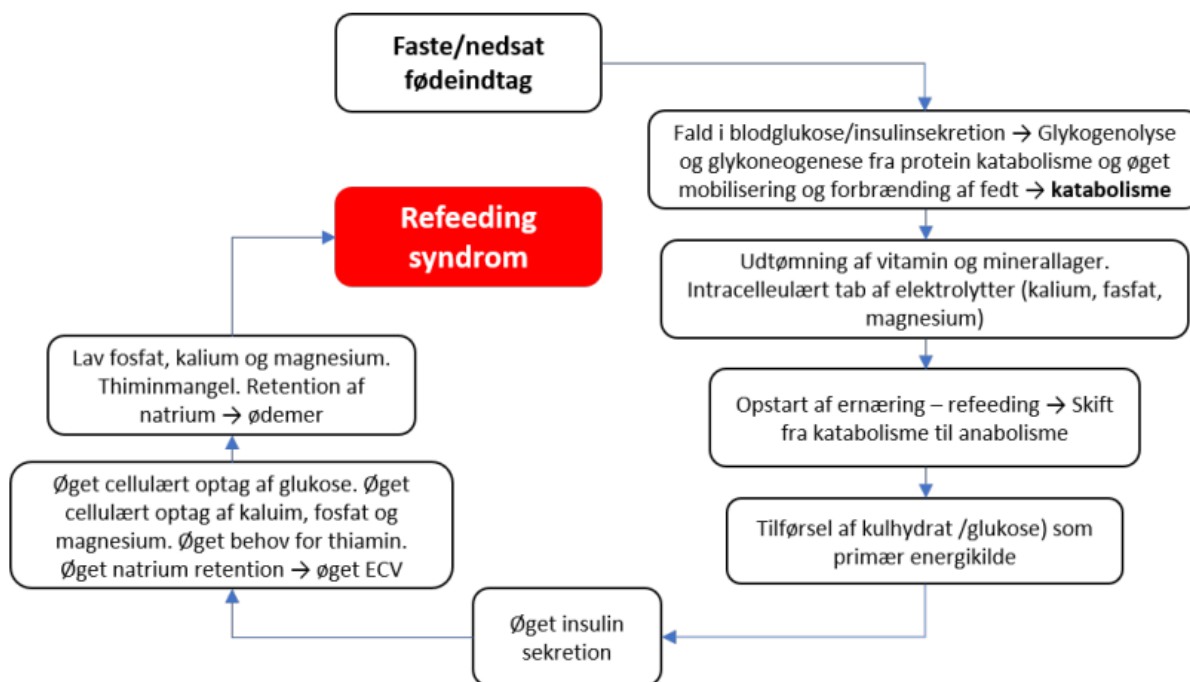 Faste/nedsat
fødeindtag
Fald i blodglukose/insulinsekretion → Glykogenolyse
og glykoneogenese fra protein katabolisme og øget
mobilisering og forbrænding af fedt → katabolisme
Udtømning af vitamin og minerallager.
Intracelleulært tab af elektrolytter (kalium, fasfat,
magnesium)
Opstart af ernæring – refeeding → Skift
fra katabolisme til anabolisme
Tilførsel af kulhydrat /glukose) som
primær energikilde
Øget insulin
sekretion
Øget cellulært optag af glukose. Øget
cellulært optag af kaluim, fosfat og
magnesium. Øget behov for thiamin.
Øget natrium retention → øget ECV
Lav fosfat, kalium og magnesium.
Thiminmangel. Retention af
natrium → ødemer
Refeeding
syndrom